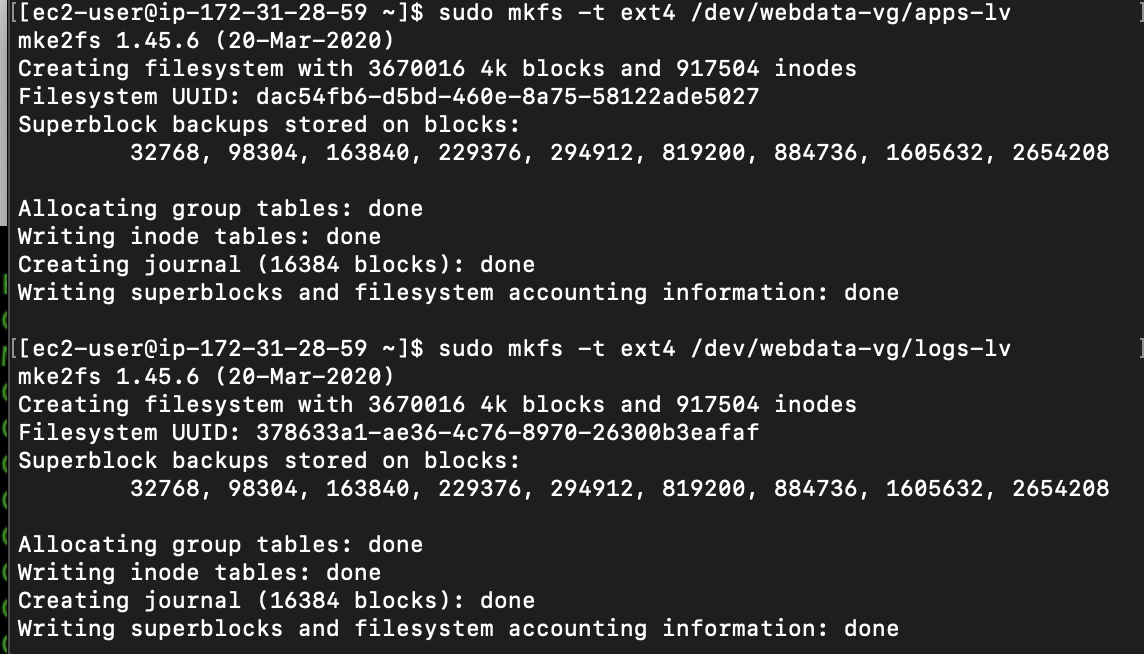 [[ec2-user@ip-172-31-28-59 ~]$ sudo mkfs -t ext4 /dev/webdata-vg/apps-lv ]
mke2fs 1.45.6 (20-Mar-2020)
Creating filesystem with 3670016 4k blocks and 917504 inodes
Filesystem UUID: dac54fb6-d5bd-460e-8a75-58122ade5027
Superblock backups stored on blocks:
32768, 98304, 163840, 229376, 294912, 819200, 884736, 1605632, 2654208
Allocating group tables: done
Writing inode tables: done
Creating journal (16384 blocks): done
Writing superblocks and filesystem accounting information: done
[[ec2-user@ip-172-31-28-59 ~]$ sudo mkfs -t ext4 /dev/webdata-vg/logs-lv ]
mke2fs 1.45.6 (20-Mar-2020)
Creating filesystem with 3670016 4k blocks and 917504 inodes
Filesystem UUID: 378633a1-ae36-4c76-8970-26300b3eafaf
Superblock backups stored on blocks:
32768, 98304, 163840, 229376, 294912, 819200, 884736, 1605632, 2654208
Allocating group tables: done
Writing inode tables: done
Creating journal (16384 blocks): done
Writing superblocks and filesystem accounting information: done